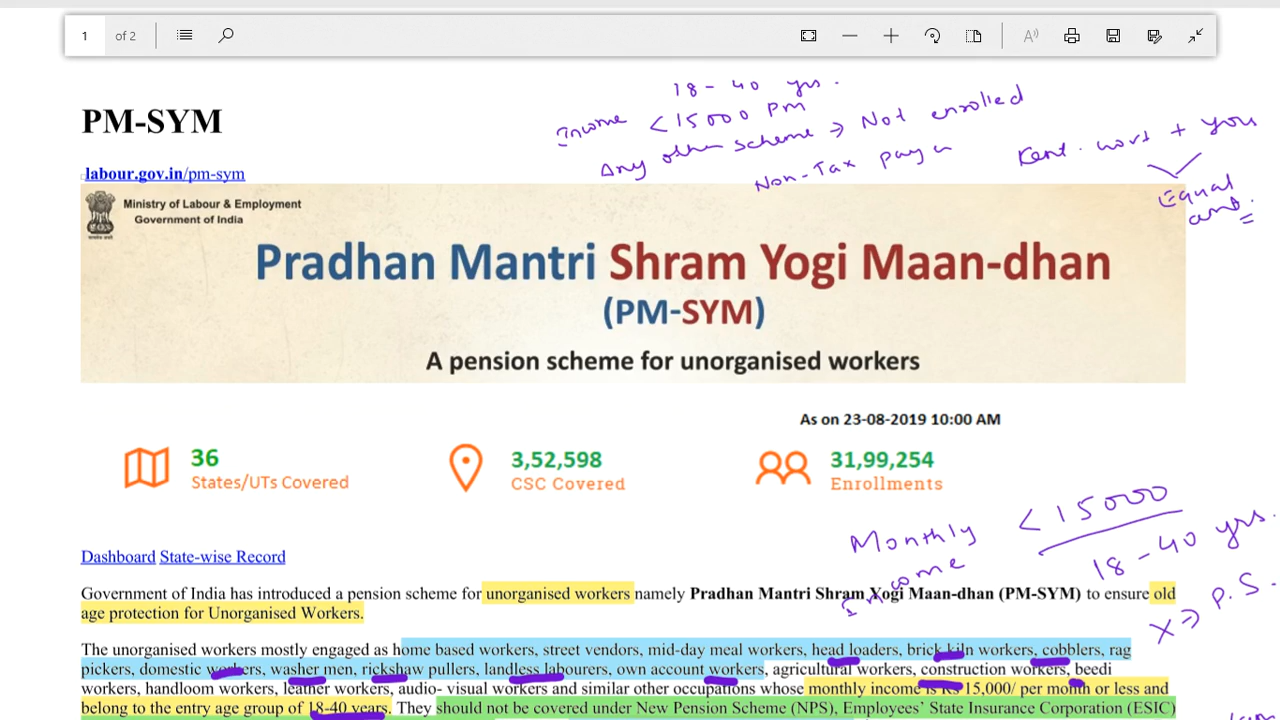 1 of 2
18 - 40 yrs.
Income < 15000 Pm
Any other scheme → Not enrolled
Non-Tax
+ you
Equal
amt.
PM-SYM
labour.gov.in/pm-sym
Ministry of Labour & Employment
Government of India
Pradhan Mantri Shram Yogi Maan-dhan
(PM-SYM)
A pension scheme for unorganised workers
As on 23-08-2019 10:00 AM
36
States/UTs Covered
3,52,598
CSC Covered
31,99,254
Enrollments
Monthly Income < 15000
18 - 40 yrs.
X → P.S.
Dashboard State-wise Record
Government of India has introduced a pension scheme for unorganised workers namely Pradhan Mantri Shram Yogi Maan-dhan (PM-SYM) to ensure old
age protection for Unorganised Workers.
The unorganised workers mostly engaged as home based workers, street vendors, mid-day meal workers, head loaders, brick kiln workers, cobblers, rag
pickers, domestic workers, washer men, rickshaw pullers, landless labourers, own account workers, agricultural workers, construction workers, beedi
workers, handloom workers, leather workers, audio- visual workers and similar other occupations whose monthly income is Rs 15,000/ per month or less and
belong to the entry age group of 18-40 years. They should not be covered under New Pension Scheme (NPS), Employees' State Insurance Corporation (ESIC)